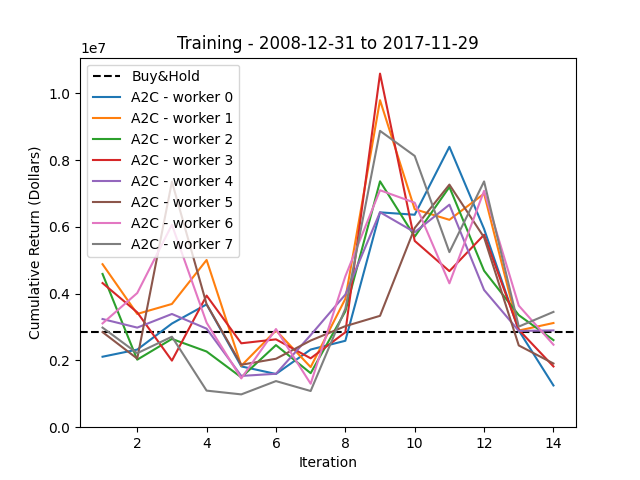 Training - 2008-12-31 to 2017-11-29
1e7
Buy&Hold
A2C - worker 0
A2C - worker 1
A2C - worker 2
A2C - worker 3
A2C - worker 4
A2C - worker 5
A2C - worker 6
A2C - worker 7
Cumulative Return (Dollars)
1.0
0.8
0.6
0.4
0.2
0.0
2 4 6 8 10 12 14
Iteration